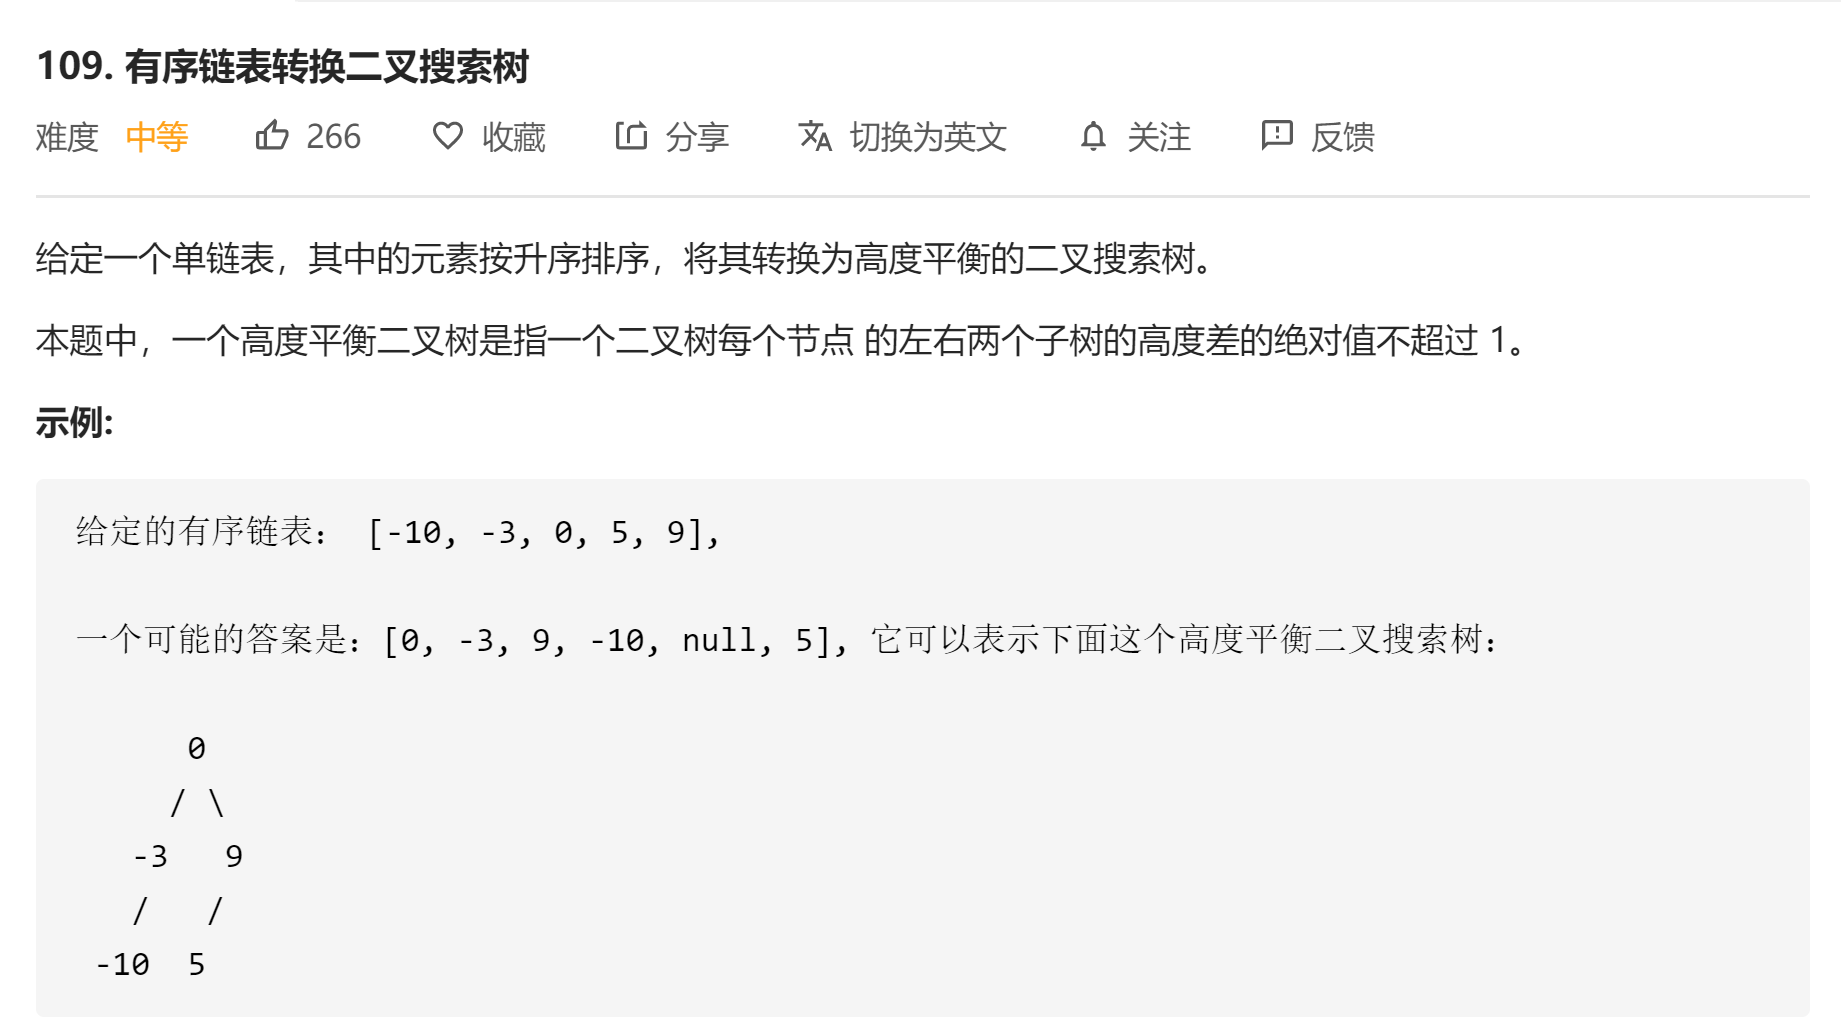 109. 有序链表转换二叉搜索树
难度 中等 266 收藏 分享 切换为英文 关注 反馈
给定一个单链表，其中的元素按升序排序，将其转换为高度平衡的二叉搜索树。
本题中，一个高度平衡二叉树是指一个二叉树每个节点 的左右两个子树的高度差的绝对值不超过 1。
示例:
给定的有序链表： [-10, -3, 0, 5, 9],
一个可能的答案是：[0, -3, 9, -10, null, 5], 它可以表示下面这个高度平衡二叉搜索树：
0
/ \
-3 9
/ /
-10 5